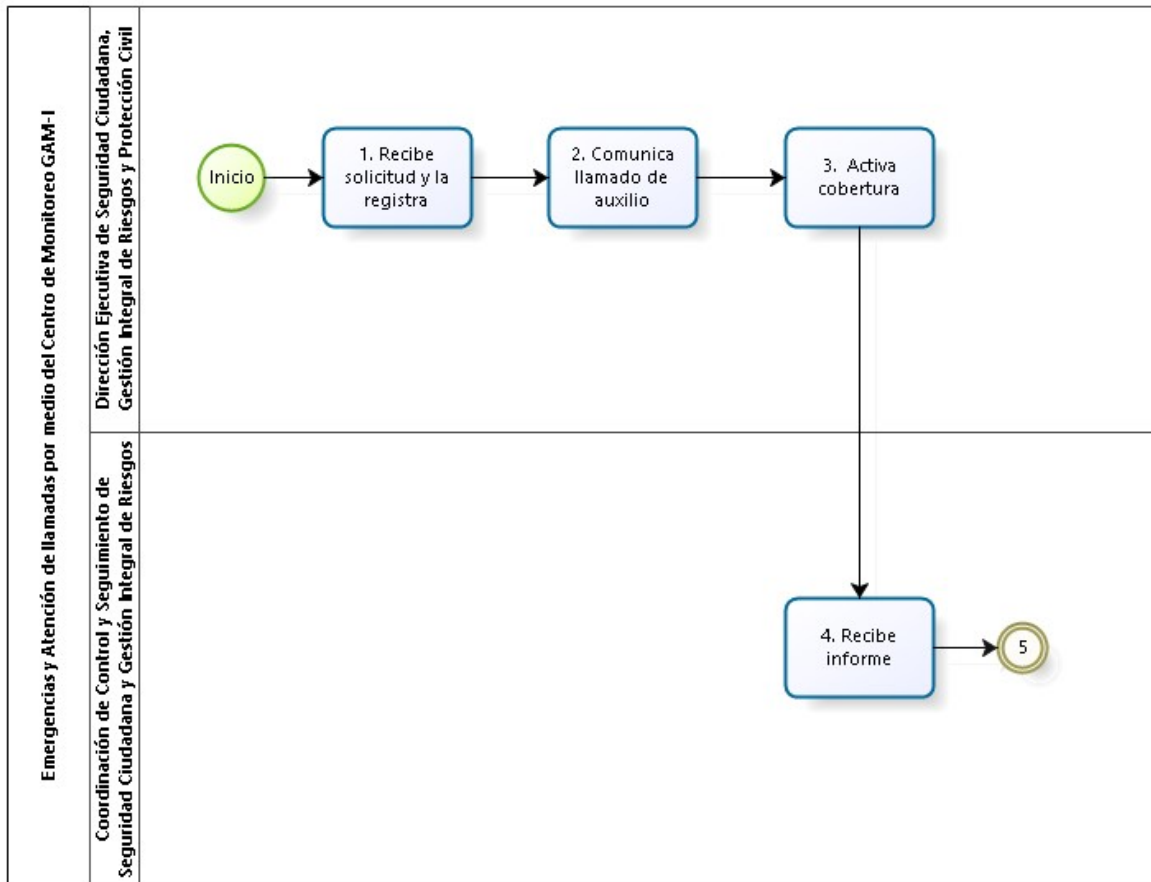 Emergencias y Atención de llamadas por medio del Centro de Monitoreo GAM-1
Dirección Ejecutiva de Seguridad Ciudadana,
Gestión Integral de Riesgos y Protección Civil
Inicio
1. Recibe
solicitud y la
registra
2. Comunica
llamado de
auxilio
3. Activa
cobertura
Coordinación de Control y Seguimiento de
Seguridad Ciudadana y Gestión Integral de Riesgos
4. Recibe
informe
5